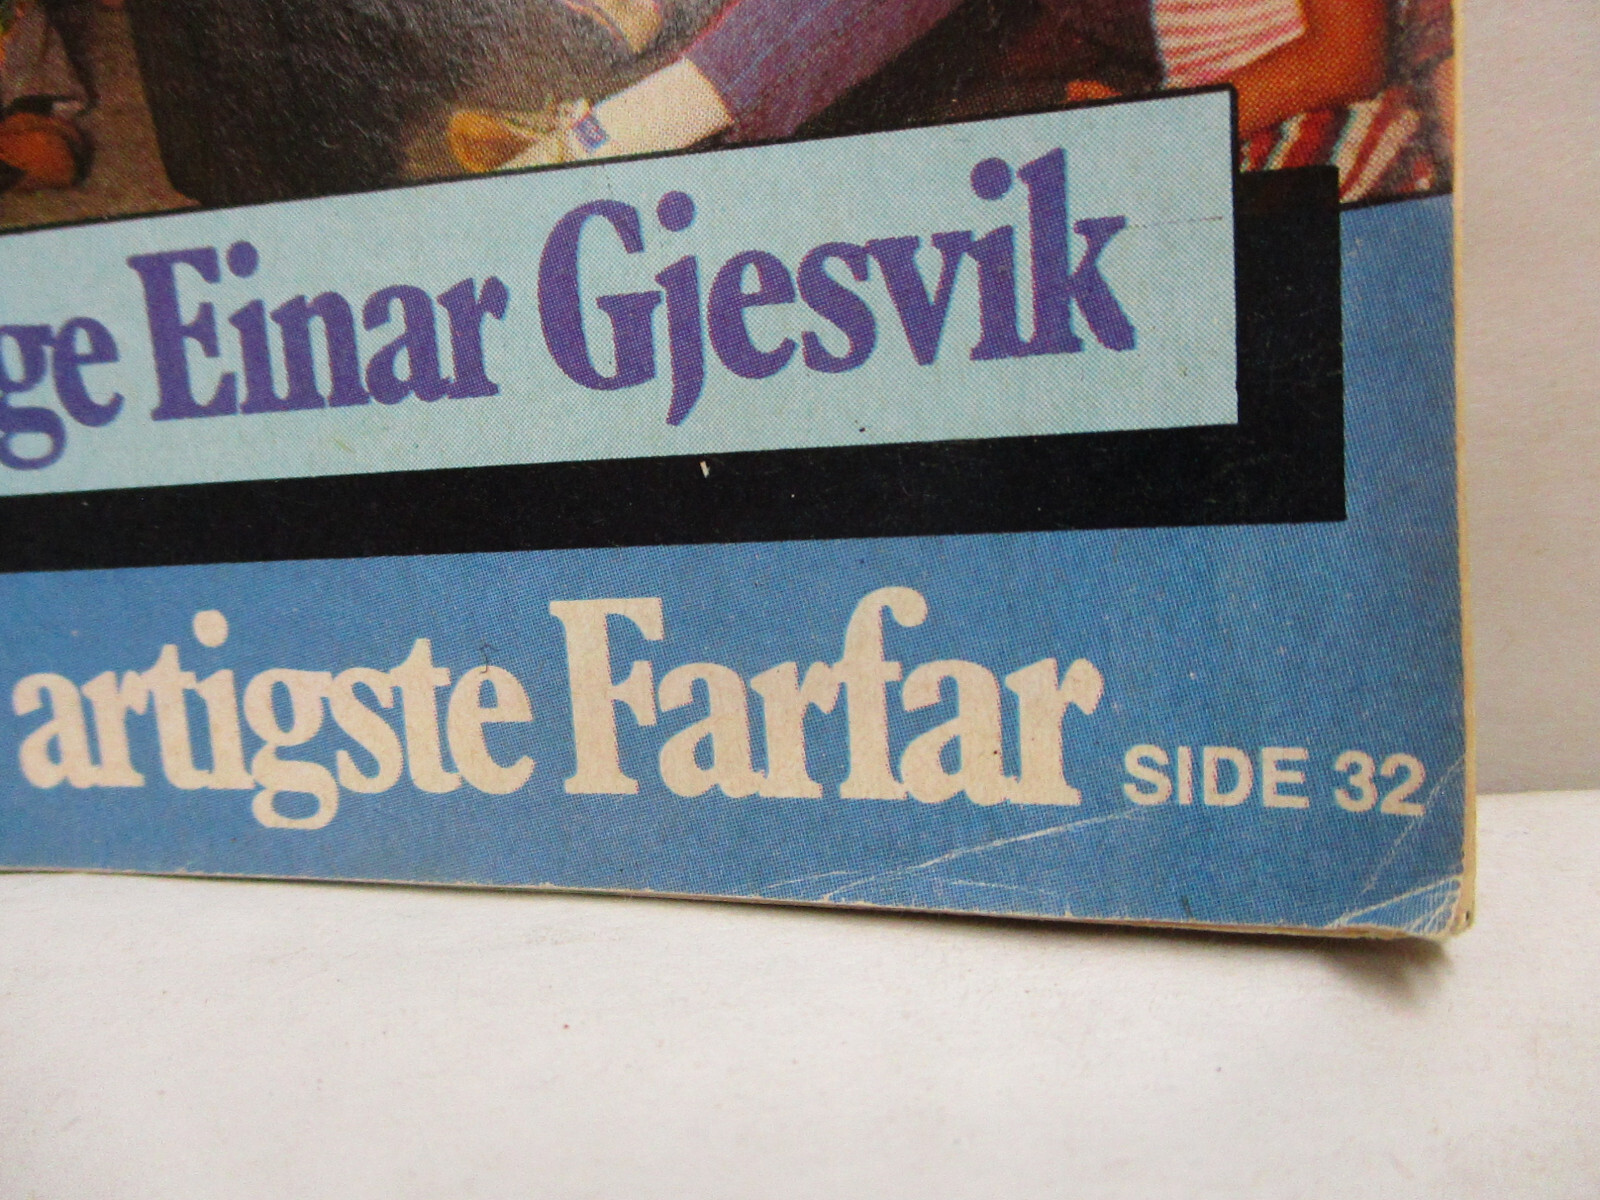 ge Einar Gjesvik
artigste Farfar SIDE 32